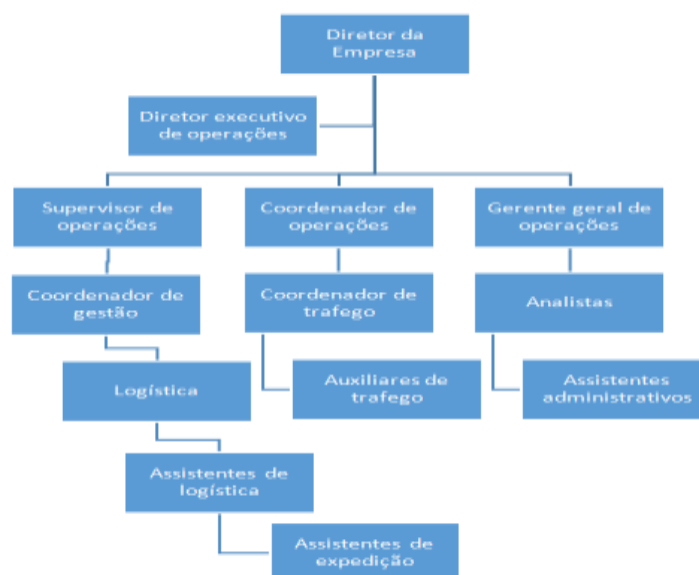 Diretor da
Empresa
Diretor executivo
de operações
Supervisor de
operações
Coordenador de
operações
Gerente geral de
operações
Coordenador de
gestão
Coordenador de
trafego
Analistas
Logística
Auxiliares de
trafego
Assistentes
administrativos
Assistentes de
logística
Assistentes de
expedição